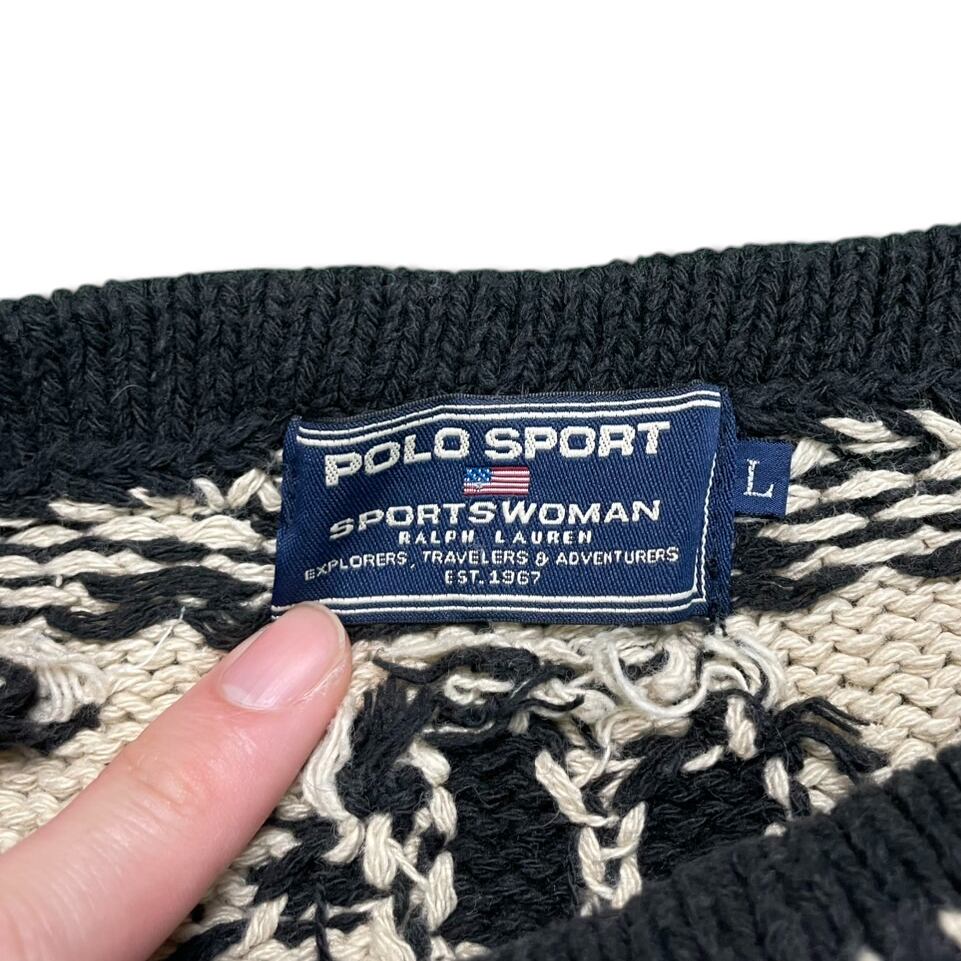 POLO SPORT
SPORTSWOMAN
RALPH LAUREN
EXPLORERS, TRAVELERS & ADVENTURERS
EST. 1967
L